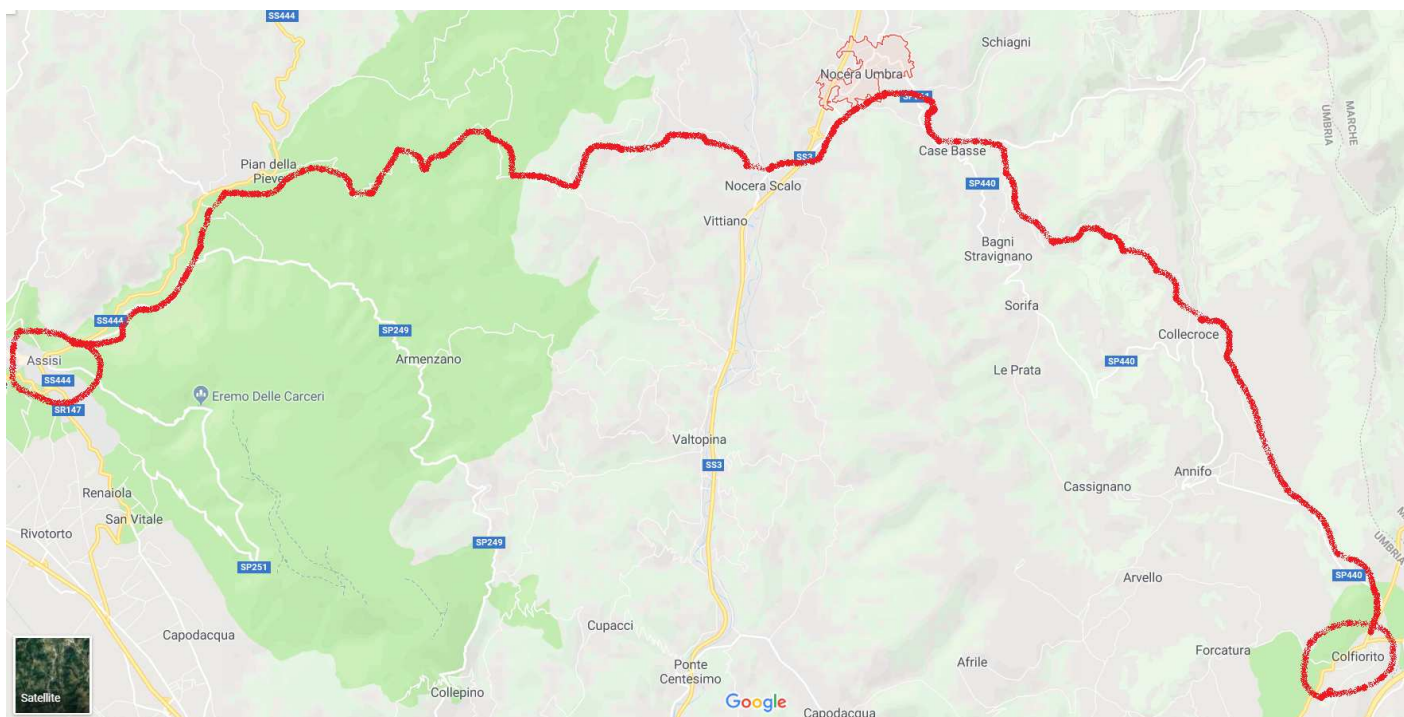 SS444
Schiagni
Nocera Umbra
MARCHE
UMBRIA
Case Basse
Pian della
Pieve
SS3
Nocera Scalo
SP440
Vittiano
Bagni
Stravignano
Sorifa
SS444
SP249
Collecroce
Assisi
Armenzano
SP440
Le Prata
SS444
Eremo Delle Carceri
SR147
Valtopina
SS3
Annifo
Renaiola
Cassignano
San Vitale
Rivotorto
SP249
UMBRIA
SP251
SP440
Arvello
Capodacqua
Cupacci
Forcatura
Colfiorito
Afrile
Ponte
Centesimo
Collepino
Satellite
Google
Capodacqua